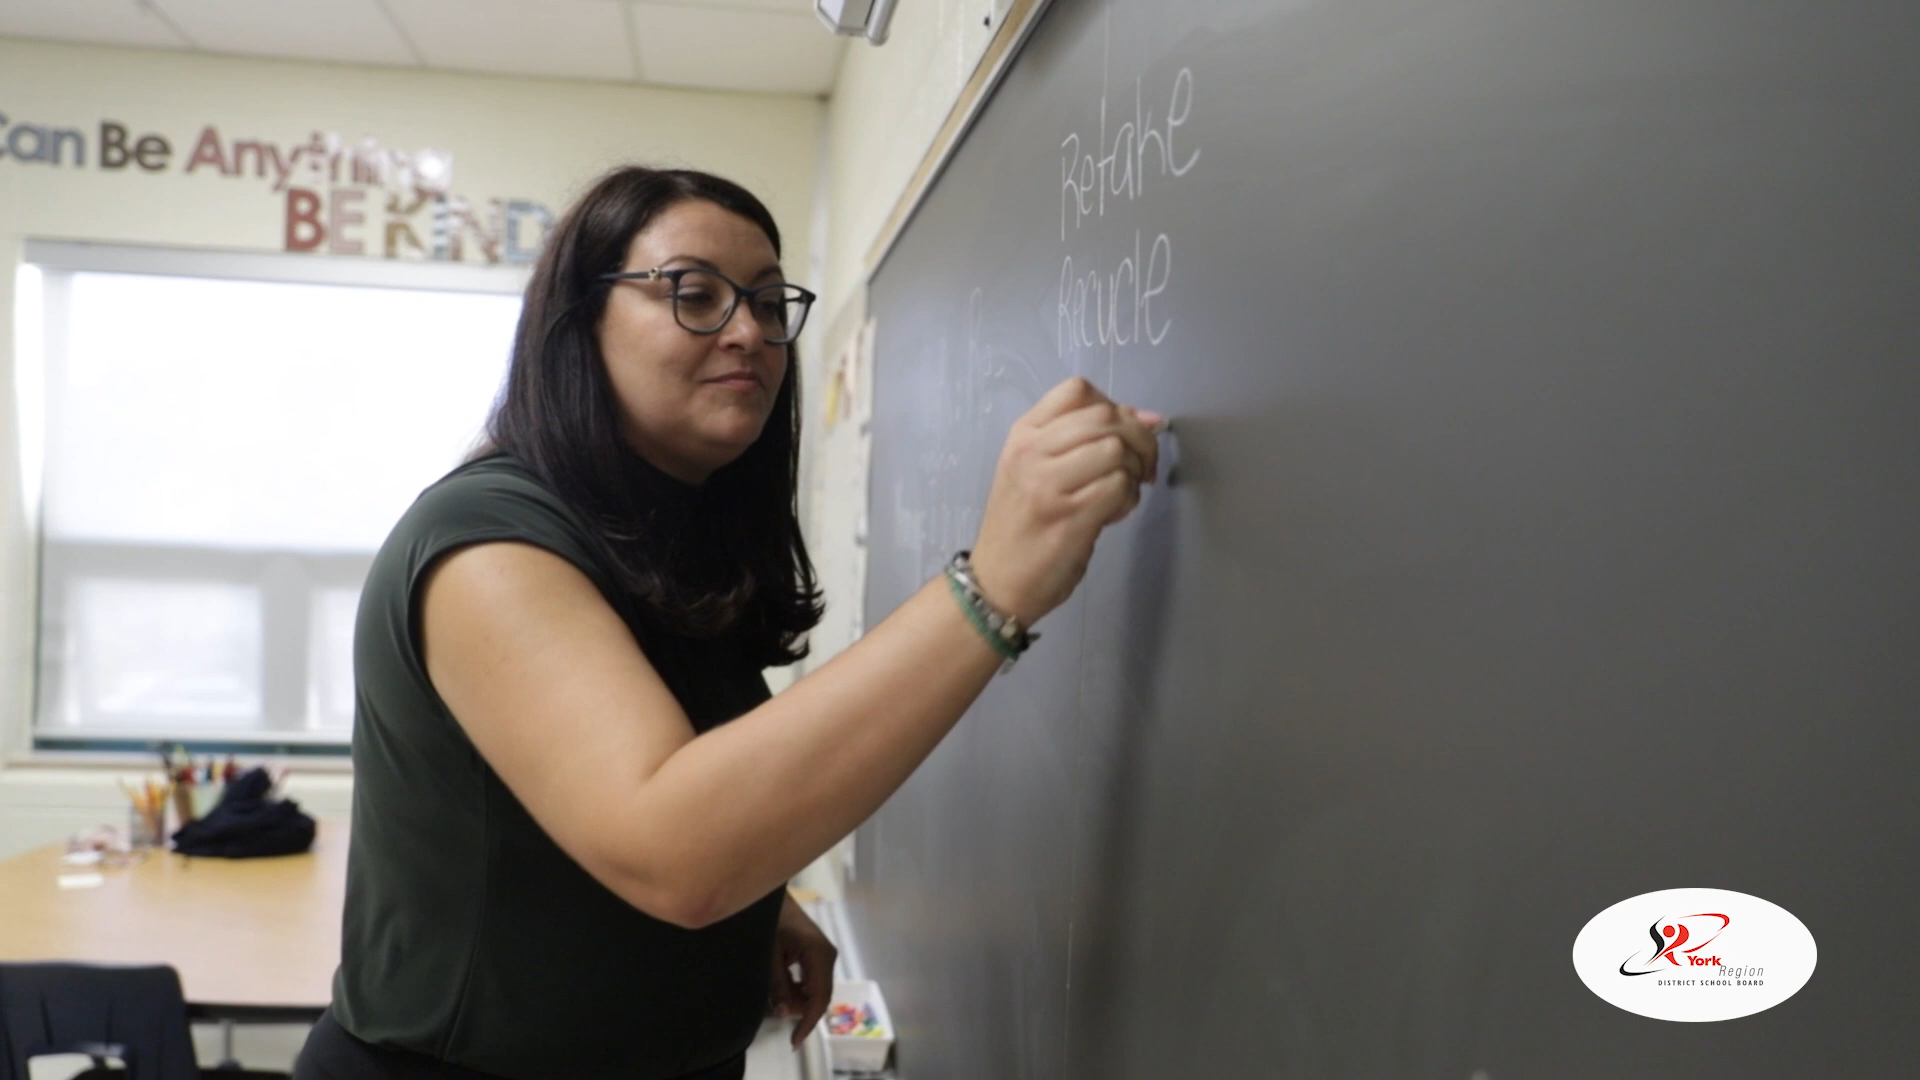 Can Be Anything
BE KIND
Retake
Recycle
York
Region
DISTRICT SCHOOL BOARD